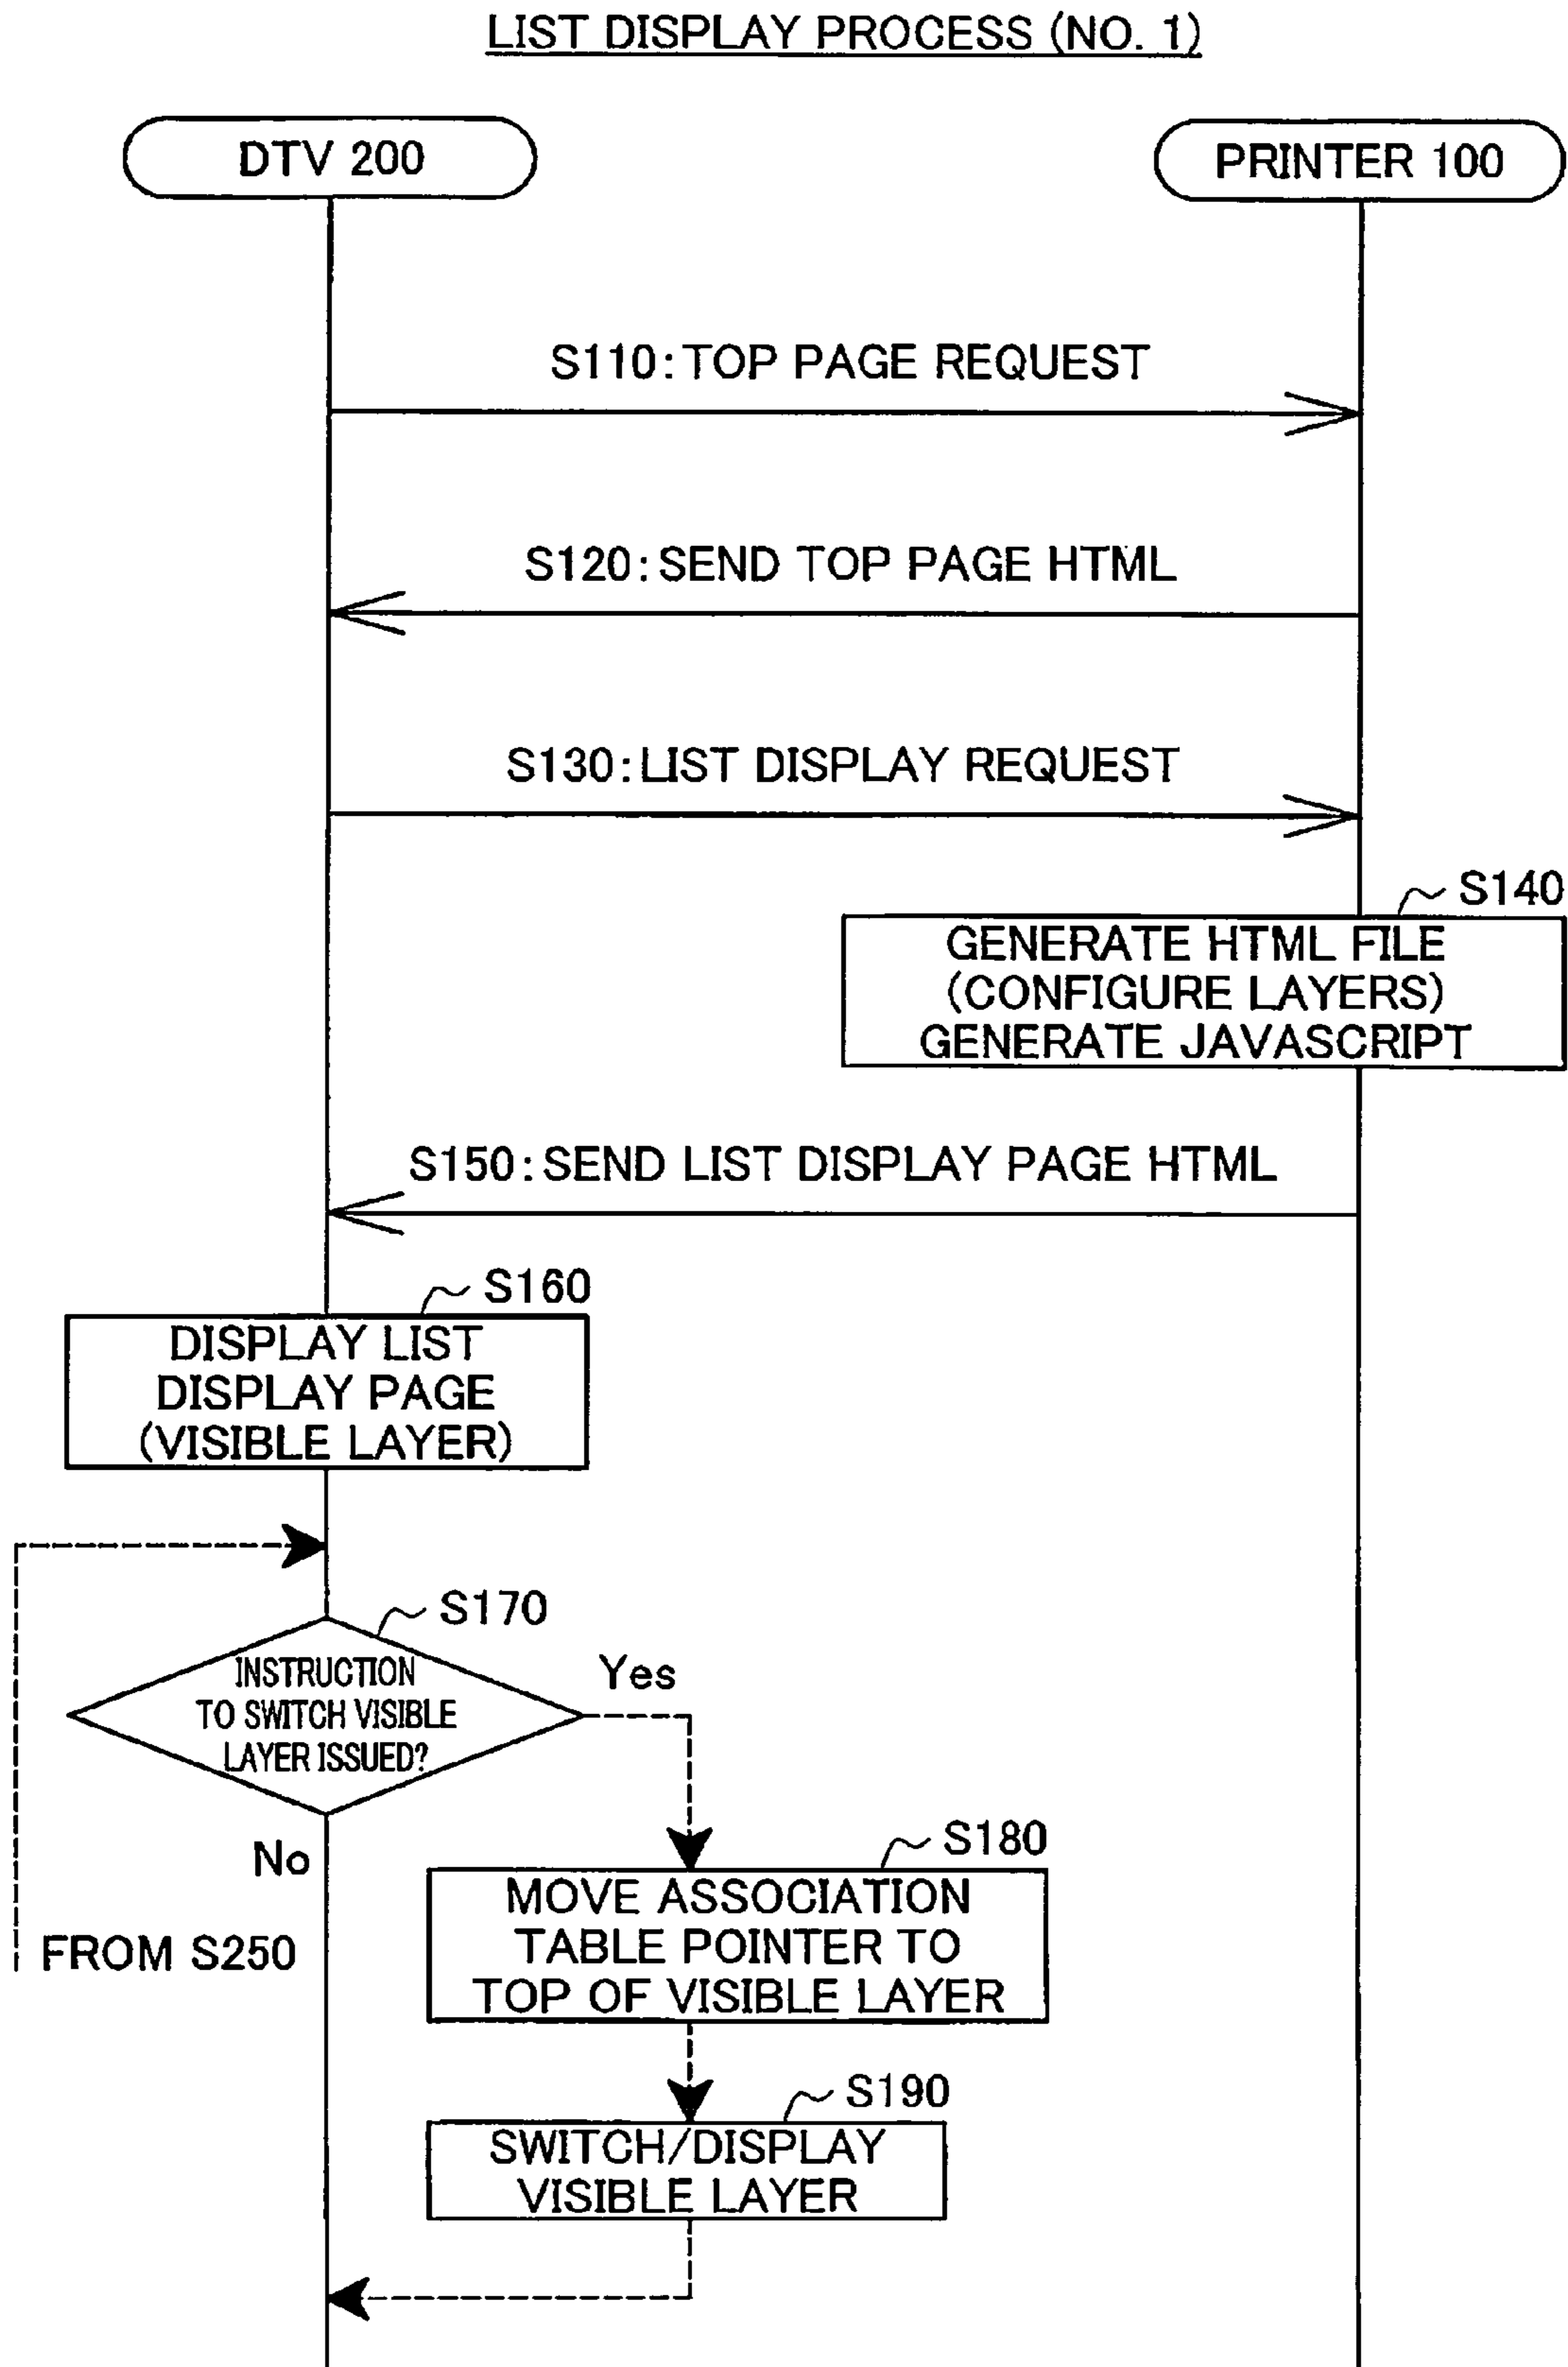 LIST DISPLAY PROCESS (NO. 1)
DTV 200
PRINTER 100
S110:TOP PAGE REQUEST
S120:SEND TOP PAGE HTML
S130:LIST DISPLAY REQUEST
S140
GENERATE HTML FILE
(CONFIGURE LAYERS)
GENERATE JAVASCRIPT
S150:SEND LIST DISPLAY PAGE HTML
S160
DISPLAY LIST
DISPLAY PAGE
(VISIBLE LAYER)
S170
INSTRUCTION
TO SWITCH VISIBLE
LAYER ISSUED?
Yes
No
FROM S250
S180
MOVE ASSOCIATION
TABLE POINTER TO
TOP OF VISIBLE LAYER
S190
SWITCH/DISPLAY
VISIBLE LAYER